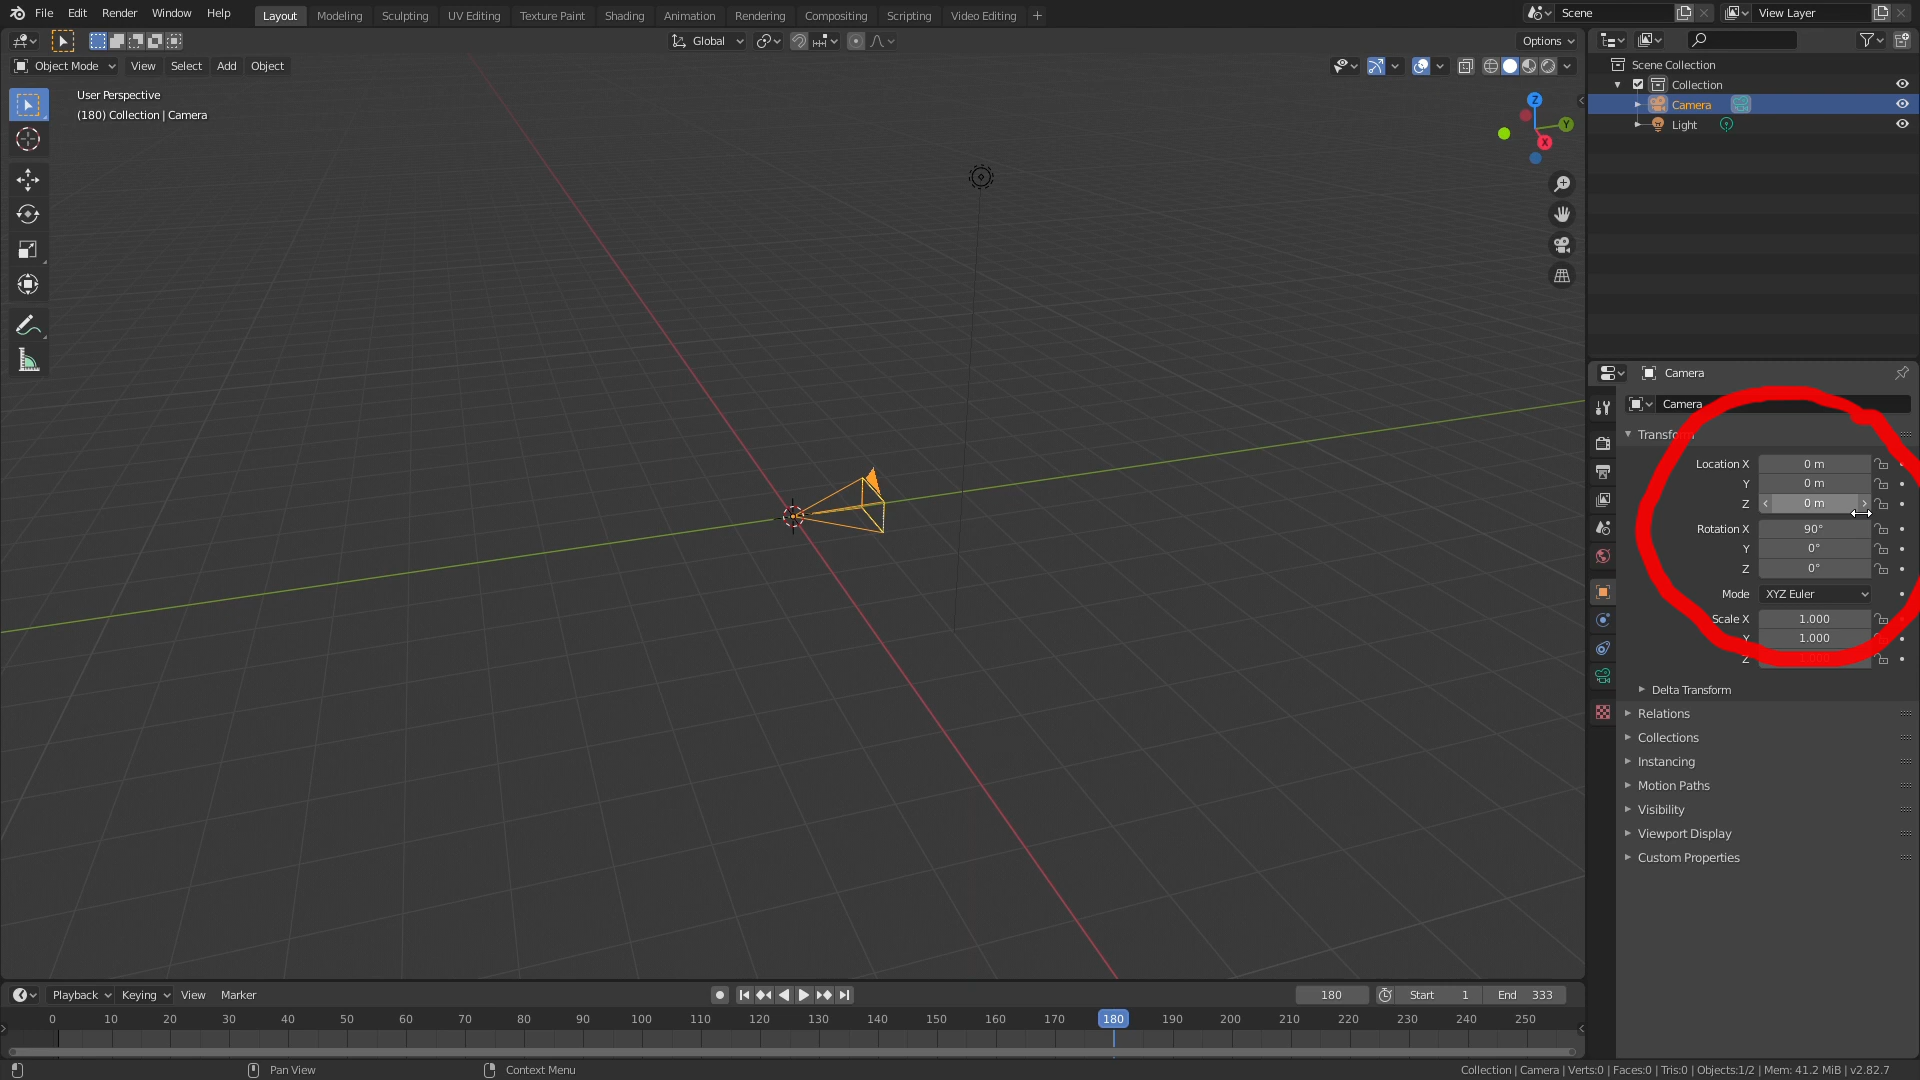 File Edit Render Window Help Layout Modeling Sculpting UV Editing Texture Paint Shading Animation Rendering Compositing Scripting Video Editing + Scene View Layer
Global Options
Object Mode View Select Add Object
User Perspective
(180) Collection | Camera
Z
Y
X
Scene Collection
Collection
Camera
Light
Camera
Camera
Transform
Location X 0 m
Y 0 m
Z 0 m
Rotation X 90°
Y 0°
Z 0°
Mode XYZ Euler
Scale X 1.000
Y 1.000
Z 1.000
Delta Transform
Relations
Collections
Instancing
Motion Paths
Visibility
Viewport Display
Custom Properties
Playback Keying View Marker 180 Start 1 End 333
0 10 20 30 40 50 60 70 80 90 100 110 120 130 140 150 160 170 180 190 200 210 220 230 240 250
Pan View Context Menu Collection | Camera | Verts:0 | Faces:0 | Tris:0 | Objects:1/2 | Mem: 41.2 MiB | v2.82.7